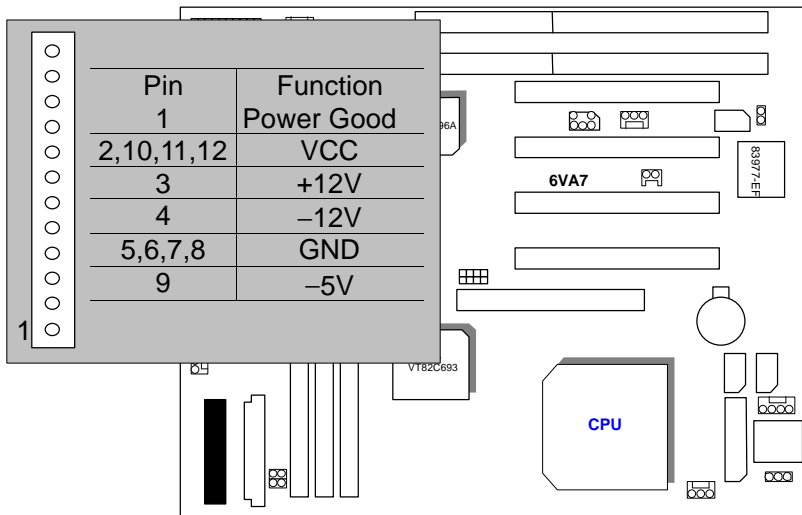 Pin Function
1 Power Good
2,10,11,12 VCC
3 +12V
4 −12V
5,6,7,8 GND
9 −5V
1
96A
6VA7
83977-EF
VT82C693
CPU